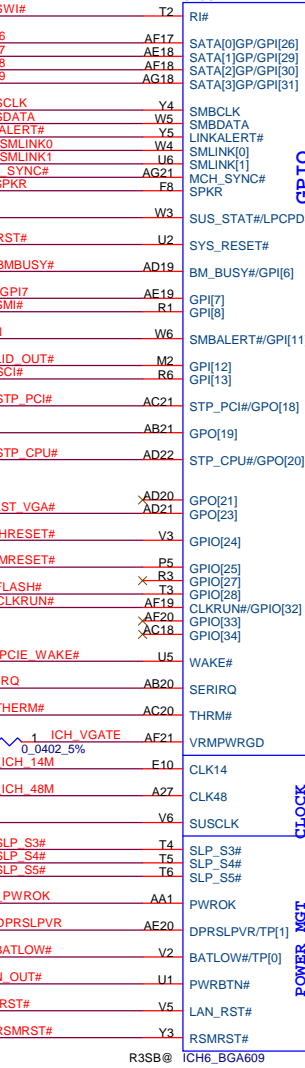 SWI# T2 RI#
6 AF17 SATA[0]GP/GPI[26]
7 AE18 SATA[1]GP/GPI[29]
8 AF18 SATA[2]GP/GPI[30]
9 AG18 SATA[3]GP/GPI[31]
GPIO
SCLK Y4 SMBCLK
SDATA W5 SMBDATA
ALERT# Y5 LINKALERT#
SMLINK0 W4 SMLINK[0]
SMLINK1 U6 SMLINK[1]
_SYNC# AG21 MCH_SYNC#
SPKR F8 SPKR
W3 SUS_STAT#/LPCPD
RST# U2 SYS_RESET#
BMBUSY# AD19 BM_BUSY#/GPI[6]
GPI7 AE19 GPI[7]
SMI# R1 GPI[8]
W6 SMBALERT#/GPI[11
LID_OUT# M2 GPI[12]
SCI# R6 GPI[13]
STP_PCI# AC21 STP_PCI#/GPO[18]
AB21 GPO[19]
STP_CPU# AD22 STP_CPU#/GPO[20]
AD20 GPO[21]
ST_VGA# AD21 GPO[23]
HRESET# V3 GPIO[24]
MRESET# P5 GPIO[25]
R3 GPIO[27]
FLASH# T3 GPIO[28]
CLKRUN# AF19 CLKRUN#/GPIO[32]
AF20 GPIO[33]
AC18 GPIO[34]
PCIE_WAKE# U5 WAKE#
RQ AB20 SERIRQ
THERM# AC20 THRM#
1 ICH_VGATE AF21 VRMPWRGD
0_0402_5%
ICH_14M E10 CLK14
ICH_48M A27 CLK48
V6 SUSCLK
CLOCK
SLP_S3# T4 SLP_S3#
SLP_S4# T5 SLP_S4#
SLP_S5# T6 SLP_S5#
PWROK AA1 PWROK
DPRSLPVR AE20 DPRSLPVR/TP[1]
BATLOW# V2 BATLOW#/TP[0]
N_OUT# U1 PWRBTN#
RST# V5 LAN_RST#
RSMRST# Y3 RSMRST#
POWER MGT
R3SB@ ICH6_BGA609